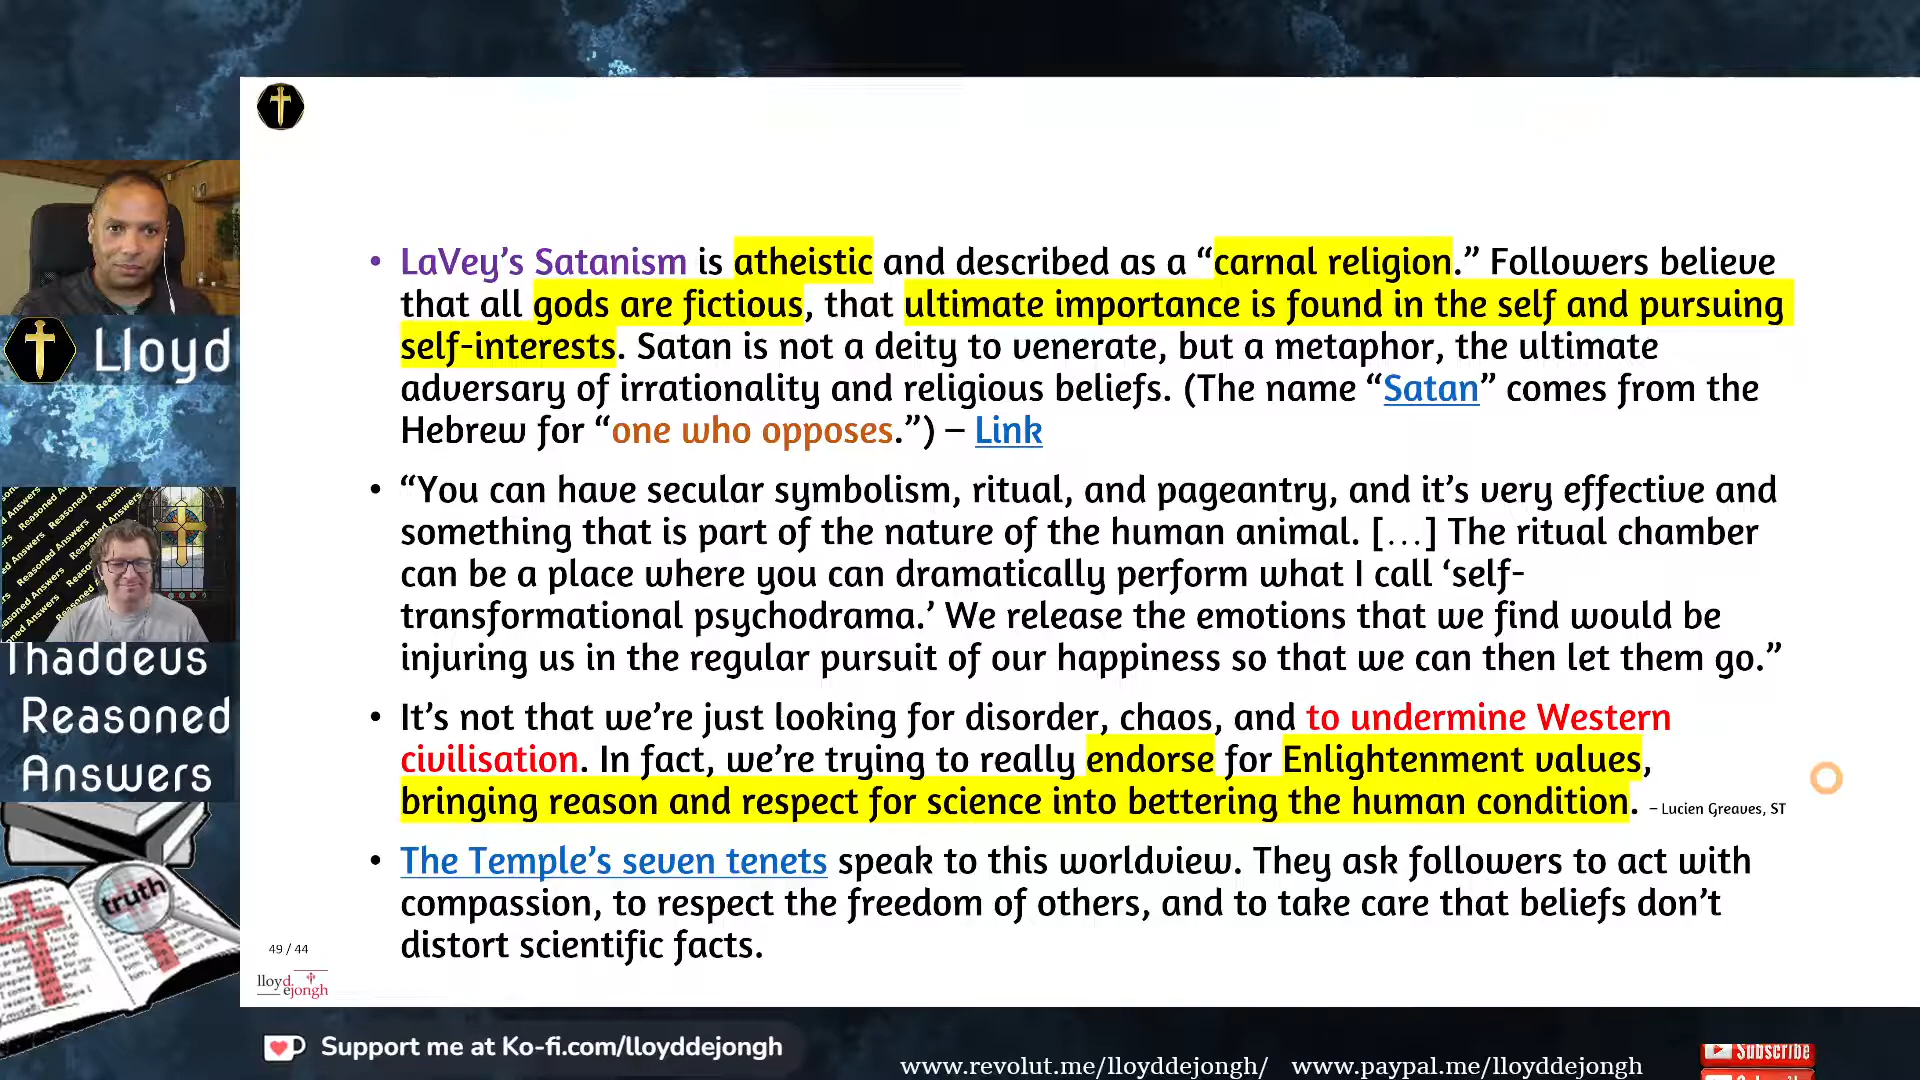 • LaVey’s Satanism is atheistic and described as a “carnal religion.” Followers believe
that all gods are fictious, that ultimate importance is found in the self and pursuing
self-interests. Satan is not a deity to venerate, but a metaphor, the ultimate
adversary of irrationality and religious beliefs. (The name “Satan” comes from the
Hebrew for “one who opposes.”) – Link
• “You can have secular symbolism, ritual, and pageantry, and it’s very effective and
something that is part of the nature of the human animal. […] The ritual chamber
can be a place where you can dramatically perform what I call ‘self-
transformational psychodrama.’ We release the emotions that we find would be
injuring us in the regular pursuit of our happiness so that we can then let them go.”
• It’s not that we’re just looking for disorder, chaos, and to undermine Western
civilisation. In fact, we’re trying to really endorse for Enlightenment values,
bringing reason and respect for science into bettering the human condition. – Lucien Greaves, ST
• The Temple’s seven tenets speak to this worldview. They ask followers to act with
compassion, to respect the freedom of others, and to take care that beliefs don’t
distort scientific facts.
49 / 44
lloyd
dejongh
Lloyd
Reasoned Answers
Thaddeus
Reasoned
Answers
truth
Support me at Ko-fi.com/lloyddejongh
www.revolut.me/lloyddejongh/ www.paypal.me/lloyddejongh
Subscribe